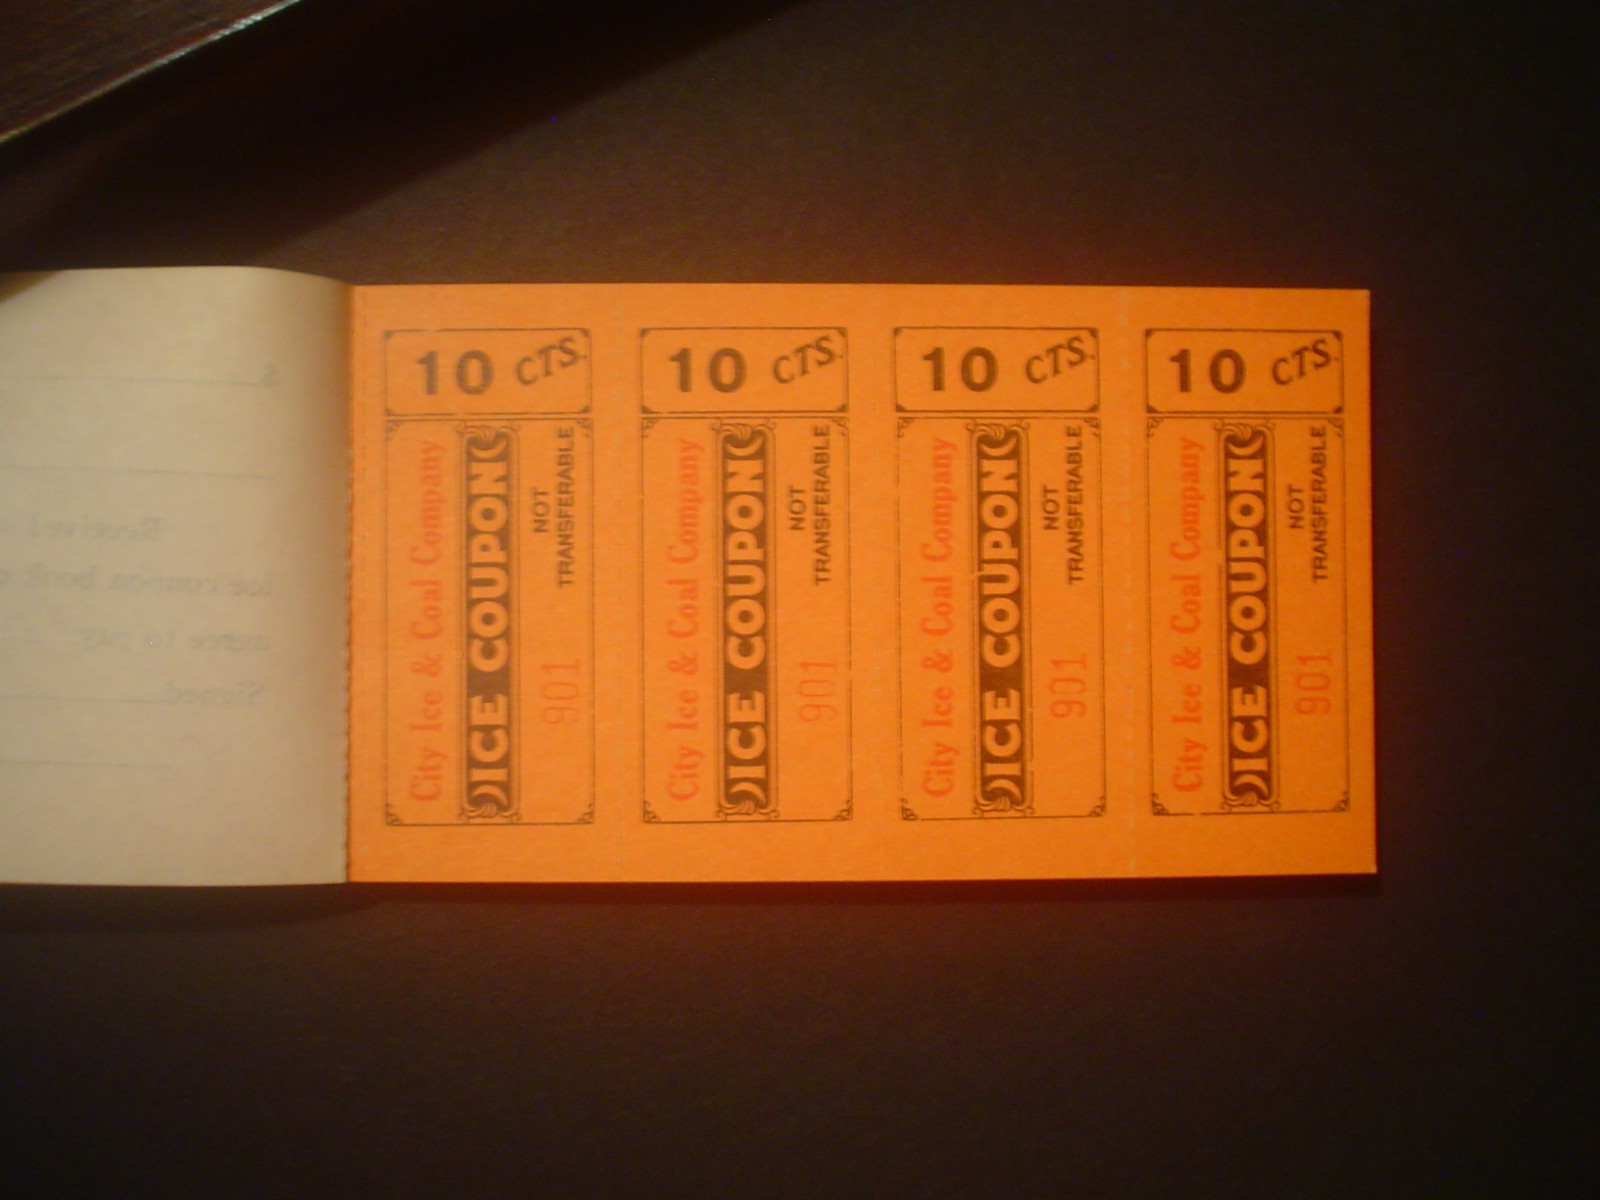 10 CTS.
City Ice & Coal Company
ICE COUPON
NOT
TRANSFERABLE
901
10 CTS.
City Ice & Coal Company
ICE COUPON
NOT
TRANSFERABLE
901
10 CTS.
City Ice & Coal Company
ICE COUPON
NOT
TRANSFERABLE
901
10 CTS.
City Ice & Coal Company
ICE COUPON
NOT
TRANSFERABLE
901
$
Received
ice coupon book
agree to pay
Signed